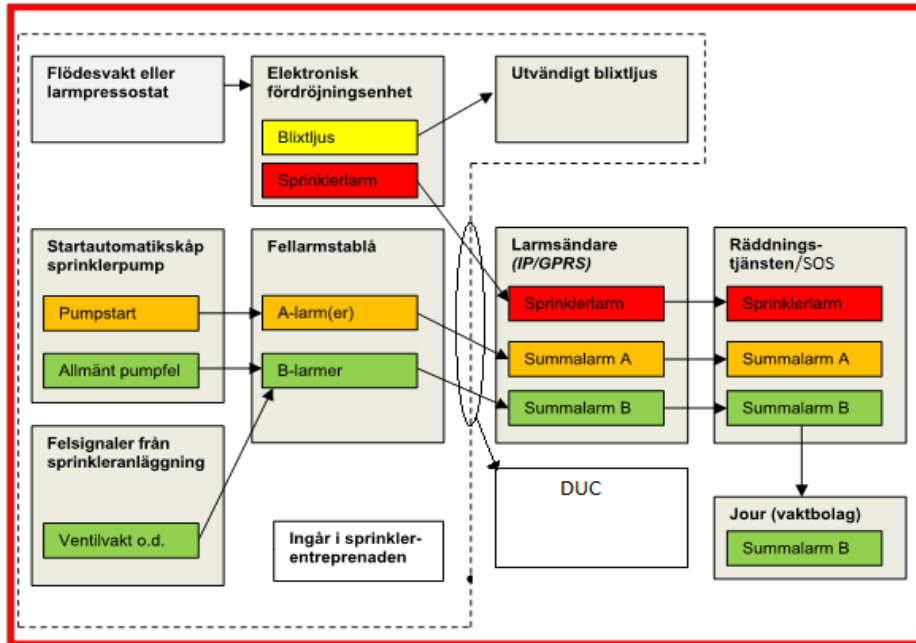 Flödesvakt eller
larmpressostat
Elektronisk
fördröjningsenhet
Blixtljus
Sprinklerlarm
Utvändigt blixtljus
Startautomatikskåp
sprinklerpump
Pumpstart
Allmänt pumpfel
Fellarmstablå
A-larm(er)
B-larmer
Larmsändare
(IP/GPRS)
Sprinklerlarm
Summalarm A
Summalarm B
Räddnings-
tjänsten/SOS
Sprinklerlarm
Summalarm A
Summalarm B
Felsignaler från
sprinkleranläggning
Ventilvakt o.d.
Ingår i sprinkler-
entreprenaden
DUC
Jour (vaktbolag)
Summalarm B